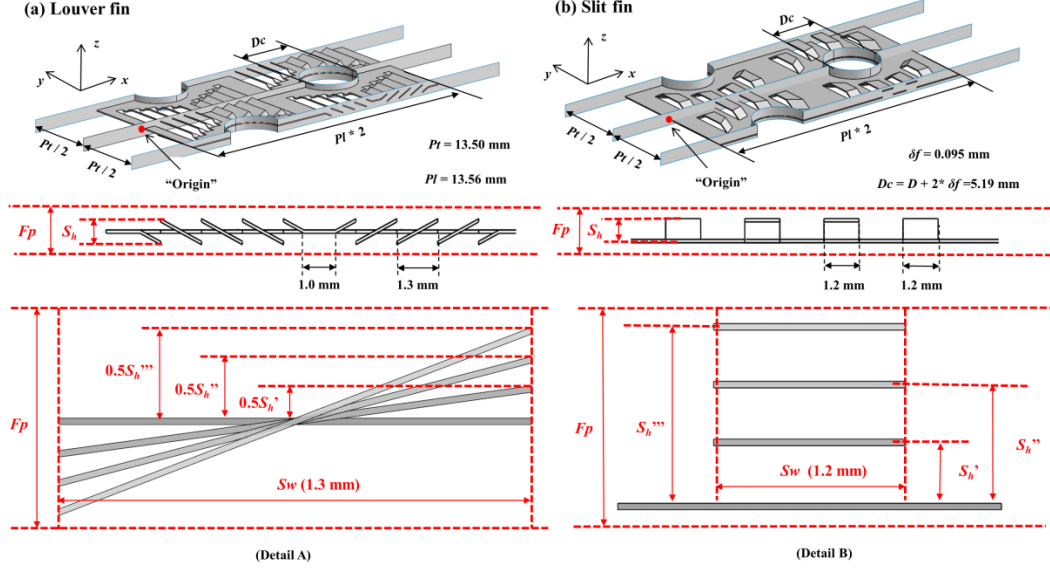 (a) Louver fin
z
y
x
Dc
Pt / 2
Pt / 2
Pl * 2
Pt = 13.50 mm
“Origin”
Pl = 13.56 mm
Fp
Sh
1.0 mm
1.3 mm
0.5Sh’’’
0.5Sh’’
0.5Sh’
Fp
Sw (1.3 mm)
(Detail A)
(b) Slit fin
z
y
x
Dc
Pt / 2
Pt / 2
Pl * 2
δf = 0.095 mm
“Origin”
Dc = D + 2* δf =5.19 mm
Fp
Sh
1.2 mm
1.2 mm
Fp
Sh’’’
Sh’’
Sh’
Sw (1.2 mm)
(Detail B)